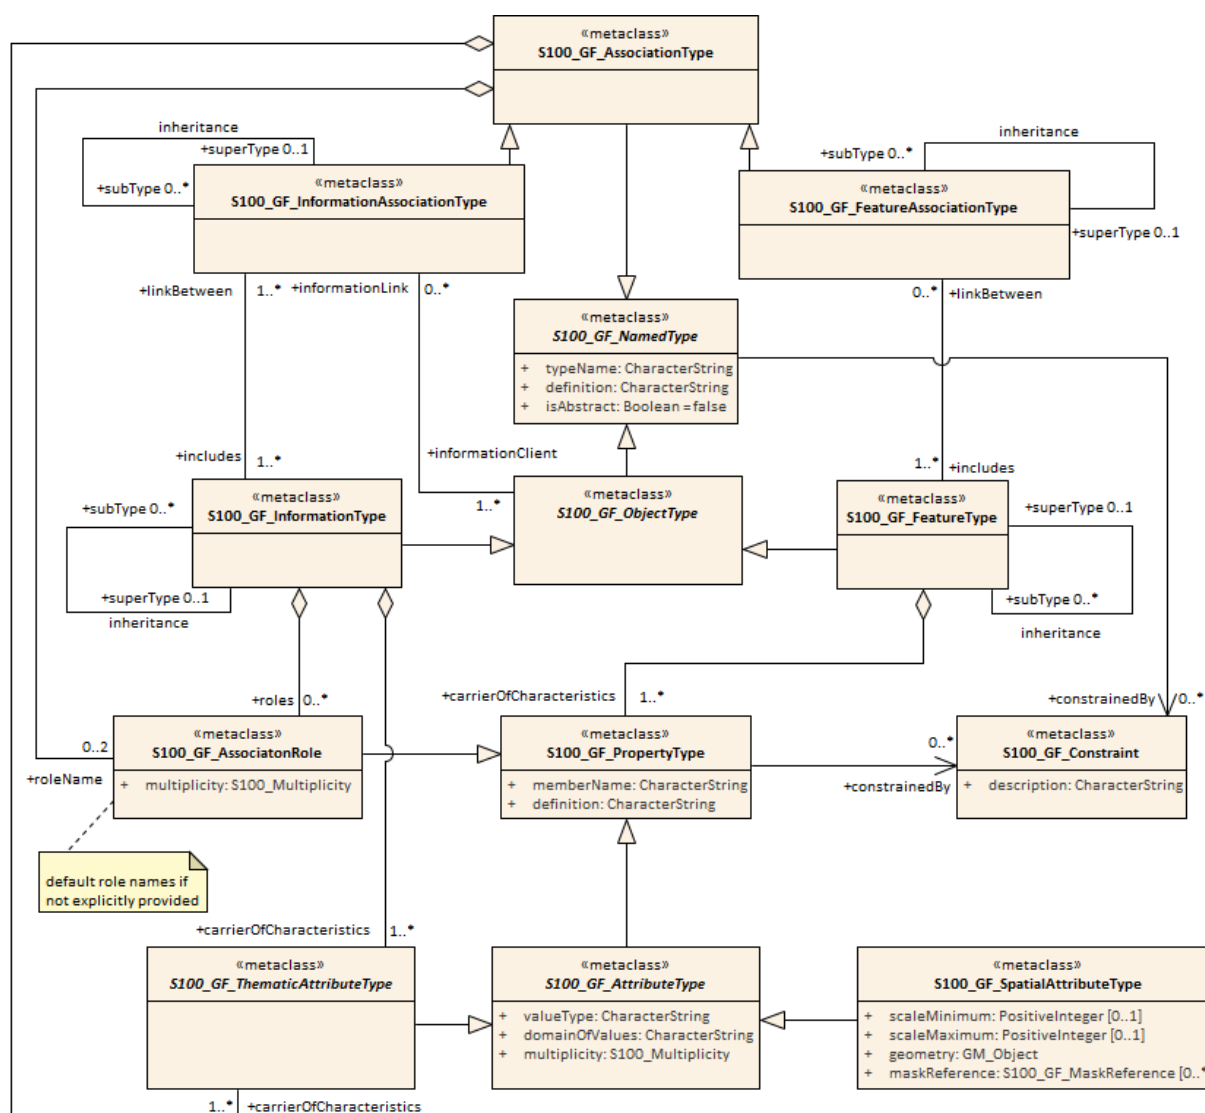 «metaclass»
S100_GF_AssociationType
inheritance
+superType 0..1
+subType 0..*
«metaclass»
S100_GF_InformationAssociationType
inheritance
+subType 0..*
«metaclass»
S100_GF_FeatureAssociationType
+superType 0..1
+linkBetween
1..*
+informationLink
0..*
0..*
+linkBetween
«metaclass»
S100_GF_NamedType
+ typeName: CharacterString
+ definition: CharacterString
+ isAbstract: Boolean =false
+includes
1..*
+informationClient
1..*
1..*
+includes
+subType 0..*
«metaclass»
S100_GF_InformationType
+superType 0..1
inheritance
«metaclass»
S100_GF_ObjectType
«metaclass»
S100_GF_FeatureType
+superType 0..1
+subType 0..*
inheritance
+roles
0..*
+carrierOfCharacteristics
1..*
+constrainedBy
0..*
0..2
+roleName
«metaclass»
S100_GF_AssociatonRole
+ multiplicity: S100_Multiplicity
«metaclass»
S100_GF_PropertyType
+ memberName: CharacterString
+ definition: CharacterString
0..*
+constrainedBy
«metaclass»
S100_GF_Constraint
+ description: CharacterString
default role names if
not explicitly provided
+carrierOfCharacteristics
1..*
«metaclass»
S100_GF_ThematicAttributeType
«metaclass»
S100_GF_AttributeType
+ valueType: CharacterString
+ domainOfValues: CharacterString
+ multiplicity: S100_Multiplicity
«metaclass»
S100_GF_SpatialAttributeType
+ scaleMinimum: PositiveInteger [0..1]
+ scaleMaximum: PositiveInteger [0..1]
+ geometry: GM_Object
+ maskReference: S100_GF_MaskReference [0..*
1..*
+carrierOfCharacteristics